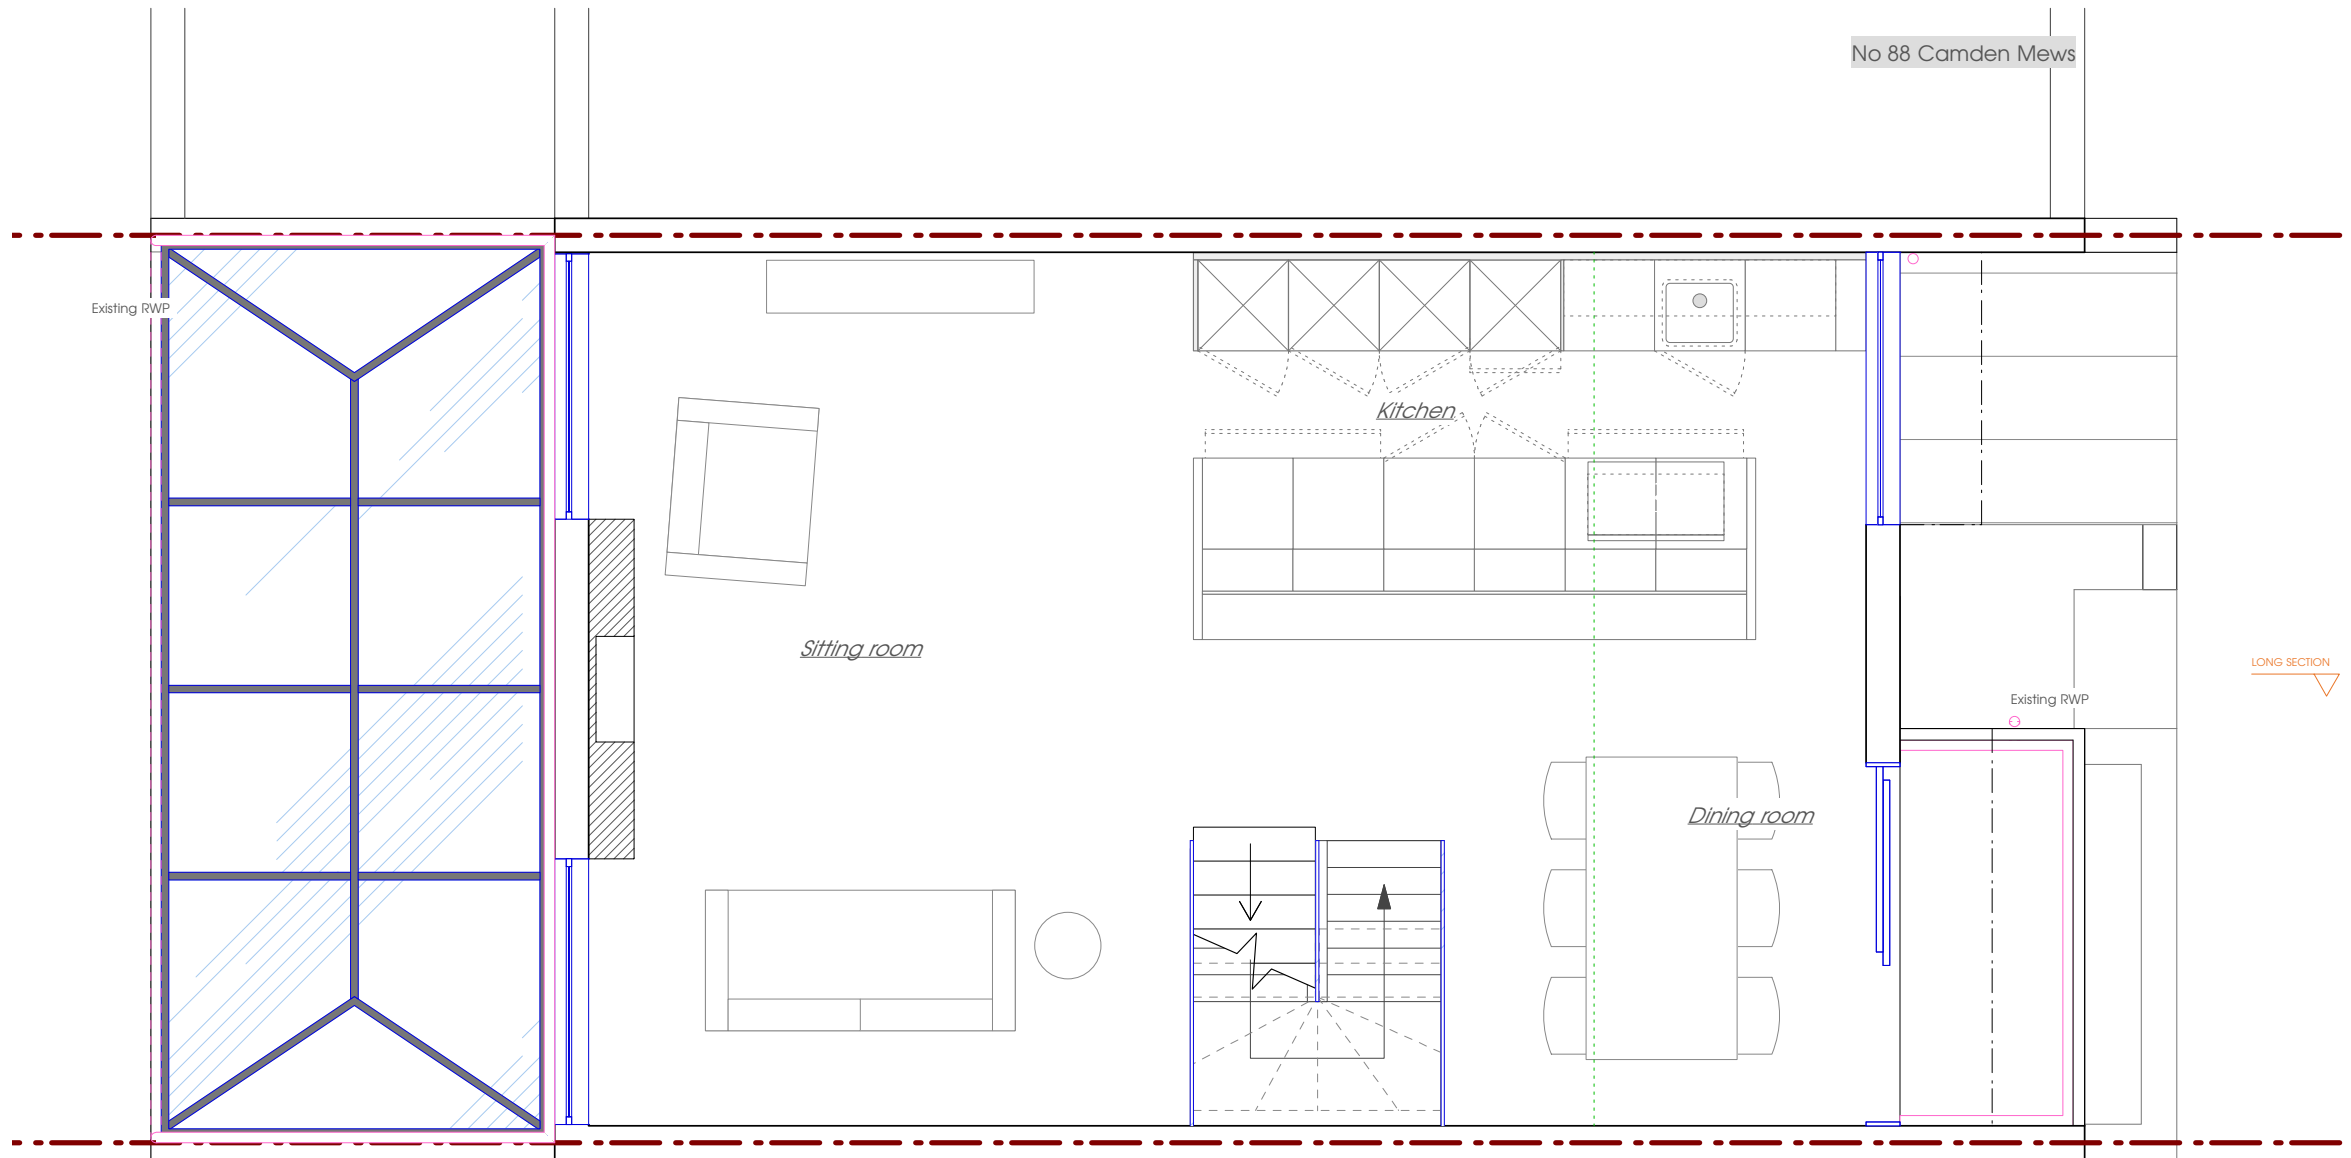 No 88 Camden Mews
Existing RWP
Kitchen
Sitting room
LONG SECTION
Existing RWP
Dining room